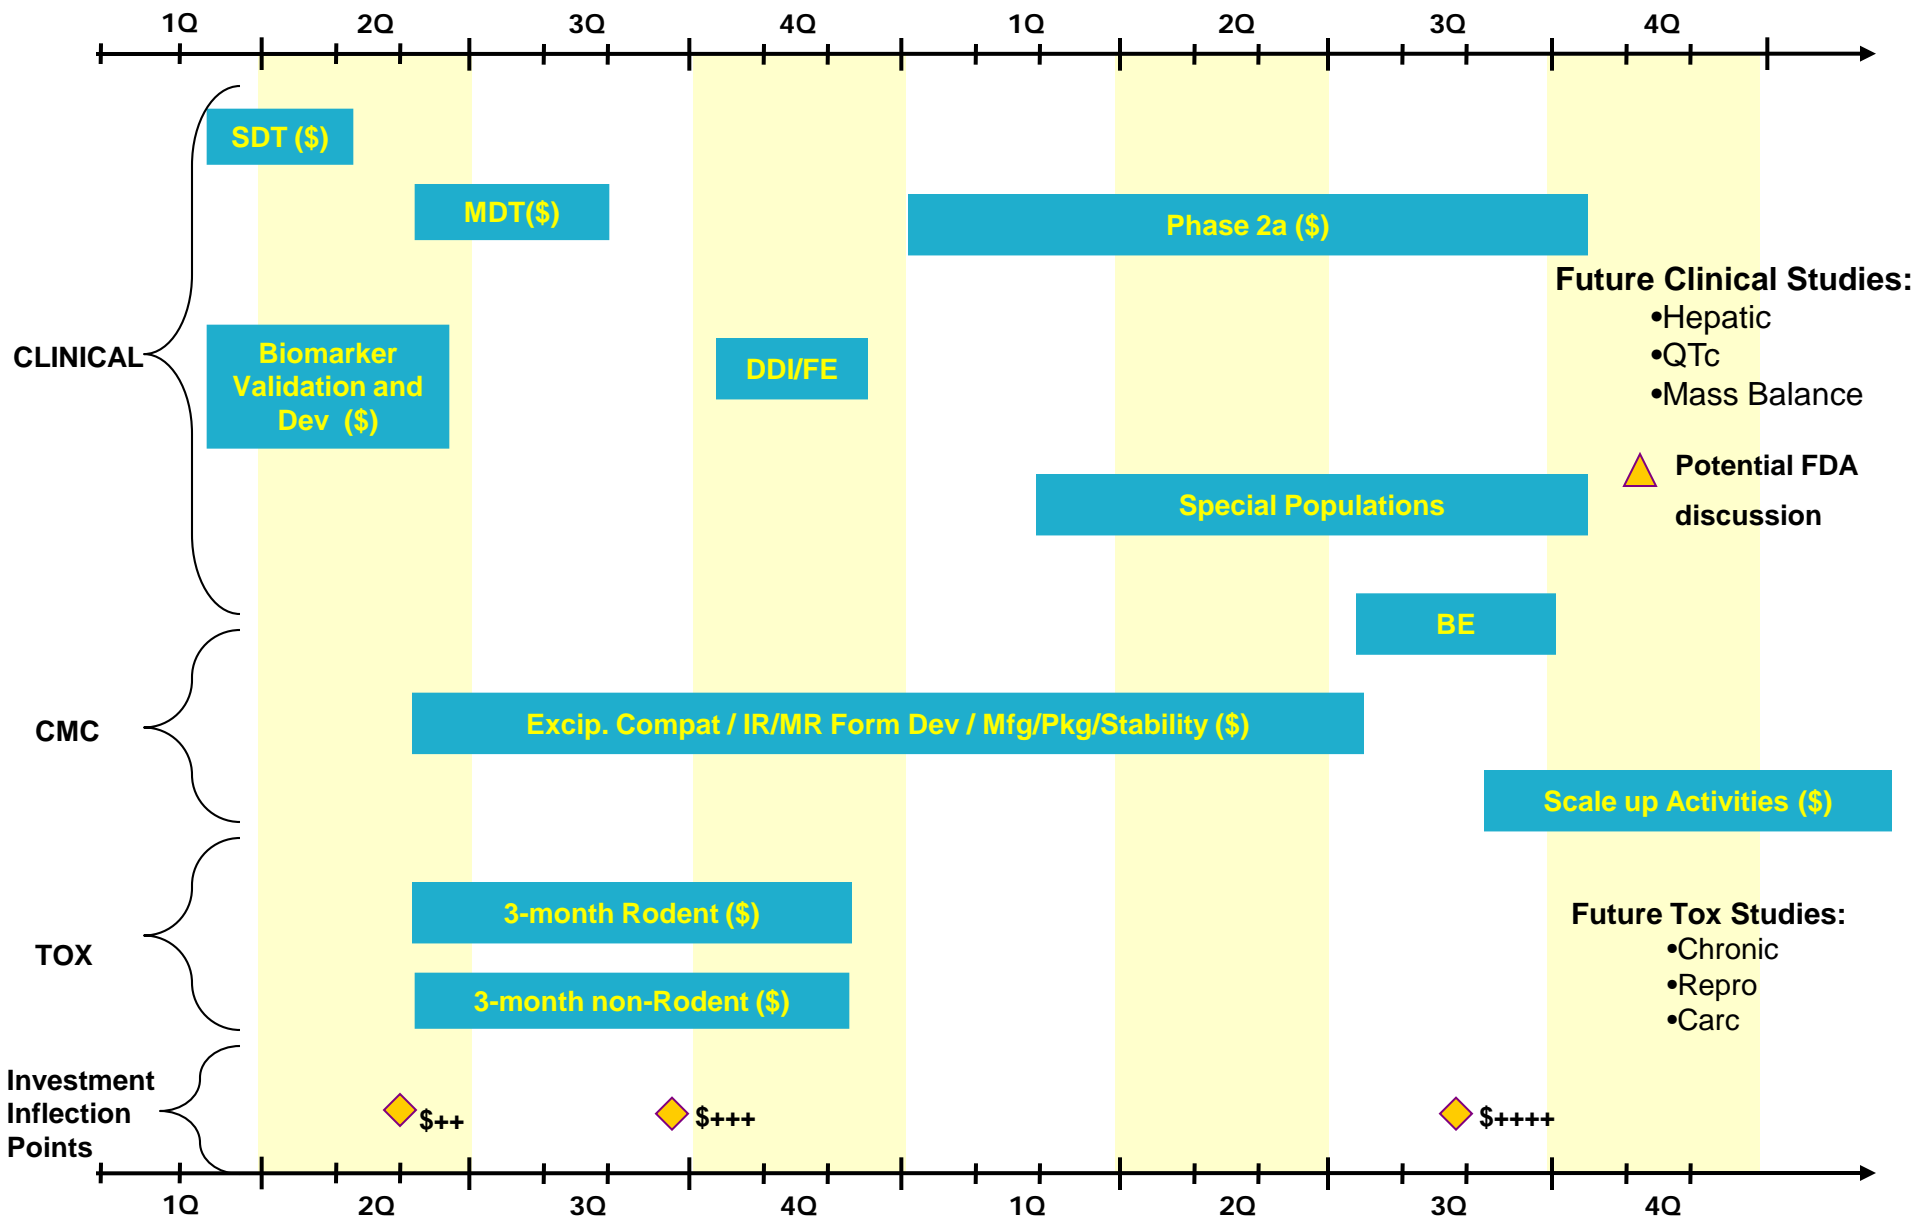 1Q 2Q 3Q 4Q 1Q 2Q 3Q 4Q
SDT ($)
MDT($)
Phase 2a ($)
Future Clinical Studies:
•Hepatic
•QTc
•Mass Balance
CLINICAL
Biomarker
Validation and
Dev ($)
DDI/FE
Potential FDA
discussion
Special Populations
BE
CMC
Excip. Compat / IR/MR Form Dev / Mfg/Pkg/Stability ($)
Scale up Activities ($)
TOX
3-month Rodent ($)
3-month non-Rodent ($)
Future Tox Studies:
•Chronic
•Repro
•Carc
Investment
Inflection
Points
$++
$+++
$++++
1Q 2Q 3Q 4Q 1Q 2Q 3Q 4Q